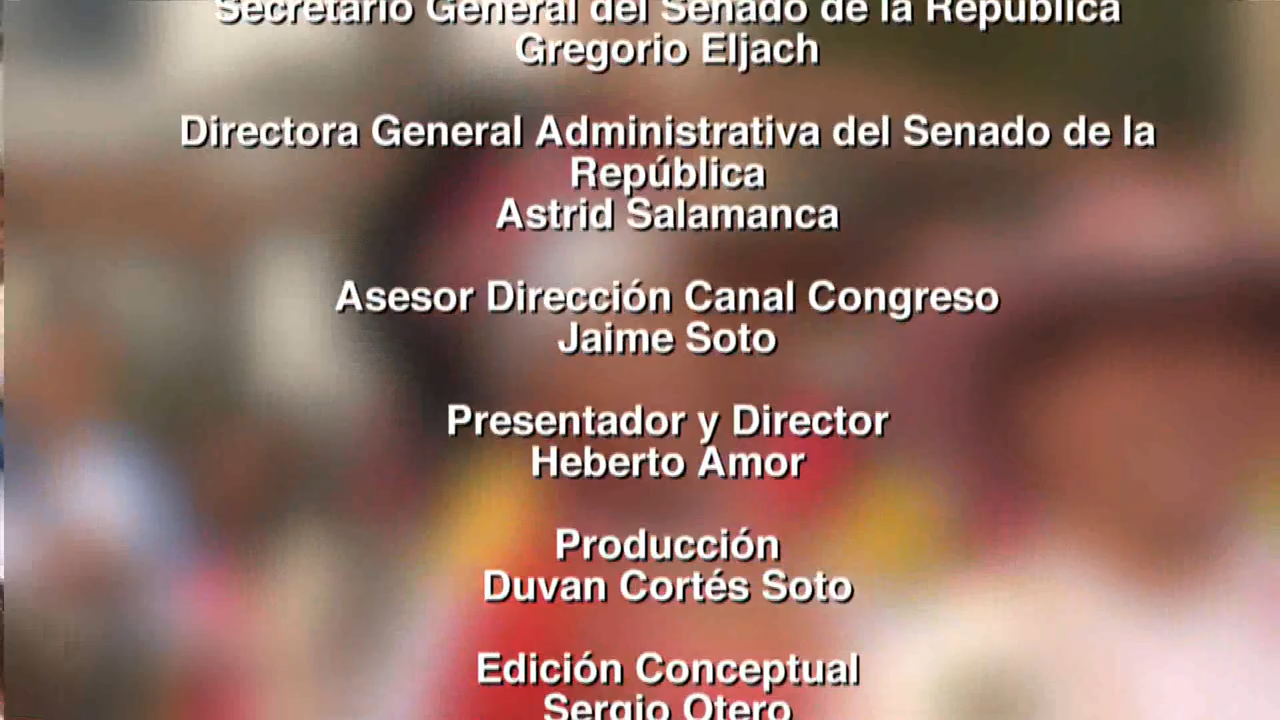 Secretario General del Senado de la República
Gregorio Eljach
Directora General Administrativa del Senado de la
República
Astrid Salamanca
Asesor Dirección Canal Congreso
Jaime Soto
Presentador y Director
Heberto Amor
Producción
Duvan Cortés Soto
Edición Conceptual
Sergio Otero